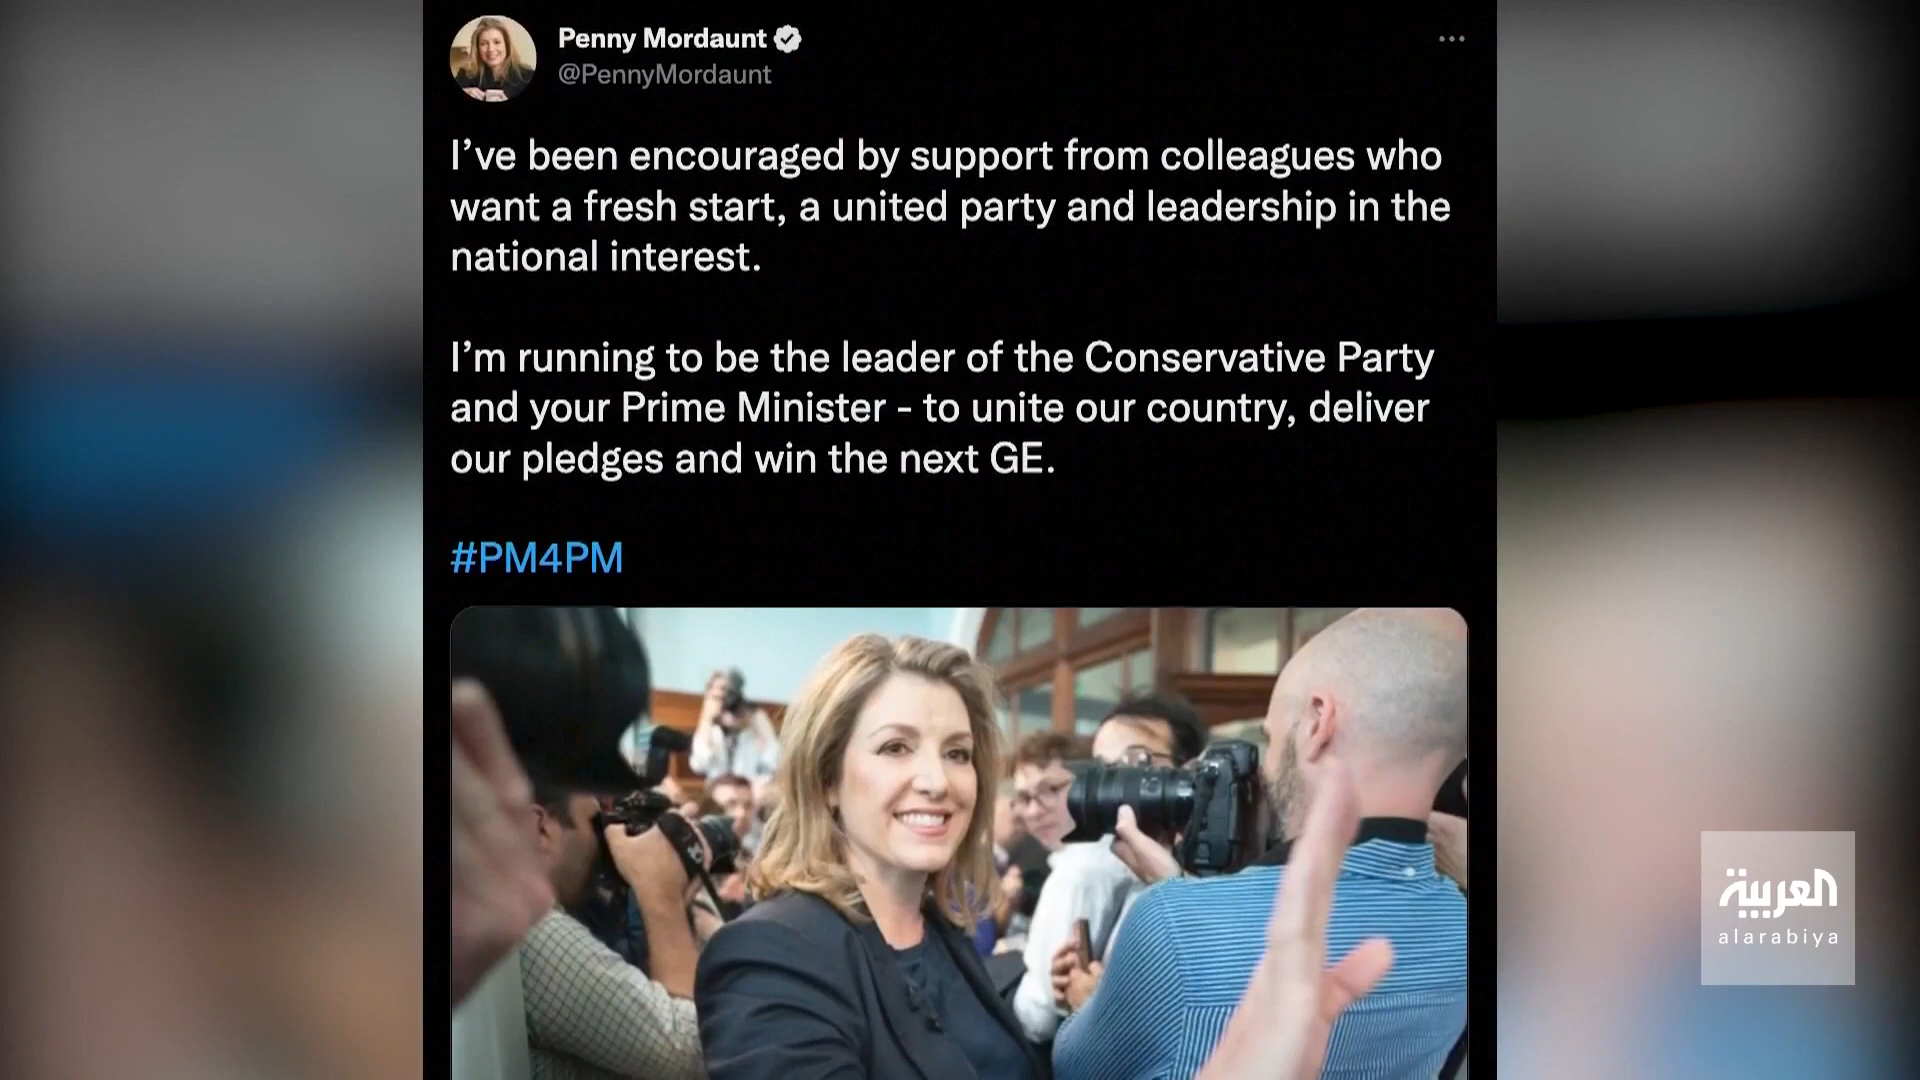 Penny Mordaunt
@PennyMordaunt
I’ve been encouraged by support from colleagues who
want a fresh start, a united party and leadership in the
national interest.
I’m running to be the leader of the Conservative Party
and your Prime Minister - to unite our country, deliver
our pledges and win the next GE.
#PM4PM
العربية
alarabiya